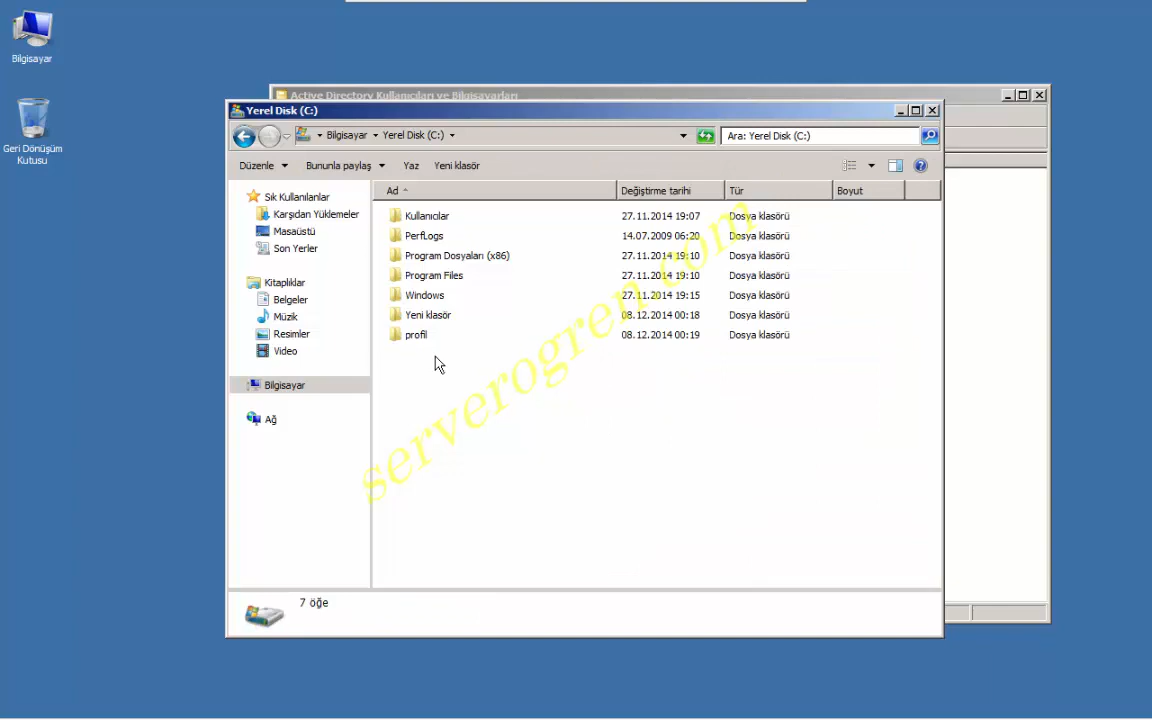 Bilgisayar
Geri Dönüşüm
Kutusu
Active Directory Kullanıcıları ve Bilgisayarları
Yerel Disk (C:)
Bilgisayar Yerel Disk (C:)
Ara: Yerel Disk (C:)
Düzenle Bununla paylaş Yaz Yeni klasör
Sık Kullanılanlar
Karşıdan Yüklemeler
Masaüstü
Son Yerler
Kitaplıklar
Belgeler
Müzik
Resimler
Video
Bilgisayar
Ağ
Ad Değiştirme tarihi Tür Boyut
Kullanıcılar 27.11.2014 19:07 Dosya klasörü
PerfLogs 14.07.2009 06:20 Dosya klasörü
Program Dosyaları (x86) 27.11.2014 19:10 Dosya klasörü
Program Files 27.11.2014 19:10 Dosya klasörü
Windows 27.11.2014 19:15 Dosya klasörü
Yeni klasör 08.12.2014 00:18 Dosya klasörü
profil 08.12.2014 00:19 Dosya klasörü
serverogren.com
7 öğe